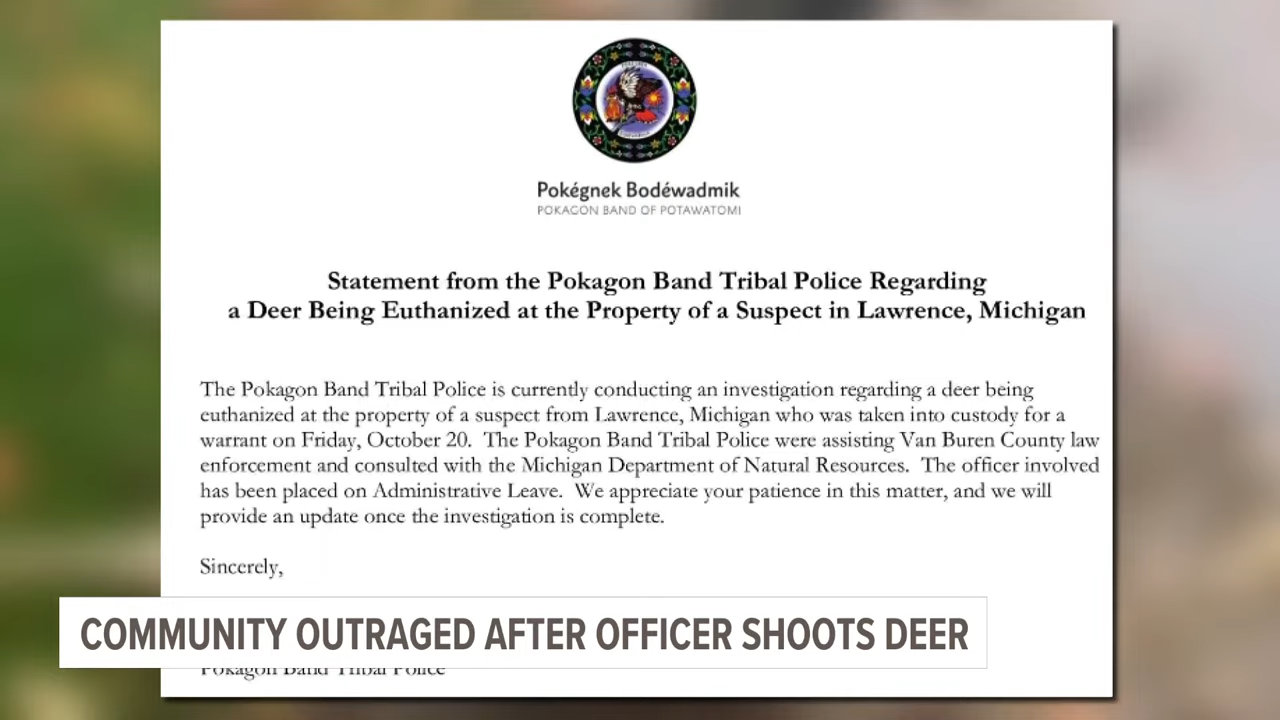 Pokégnek Bodéwadmik
POKAGON BAND OF POTAWATOMI
Statement from the Pokagon Band Tribal Police Regarding
a Deer Being Euthanized at the Property of a Suspect in Lawrence, Michigan
The Pokagon Band Tribal Police is currently conducting an investigation regarding a deer being
euthanized at the property of a suspect from Lawrence, Michigan who was taken into custody for a
warrant on Friday, October 20. The Pokagon Band Tribal Police were assisting Van Buren County law
enforcement and consulted with the Michigan Department of Natural Resources. The officer involved
has been placed on Administrative Leave. We appreciate your patience in this matter, and we will
provide an update once the investigation is complete.
Sincerely,
COMMUNITY OUTRAGED AFTER OFFICER SHOOTS DEER
Pokagon Band Tribal Police